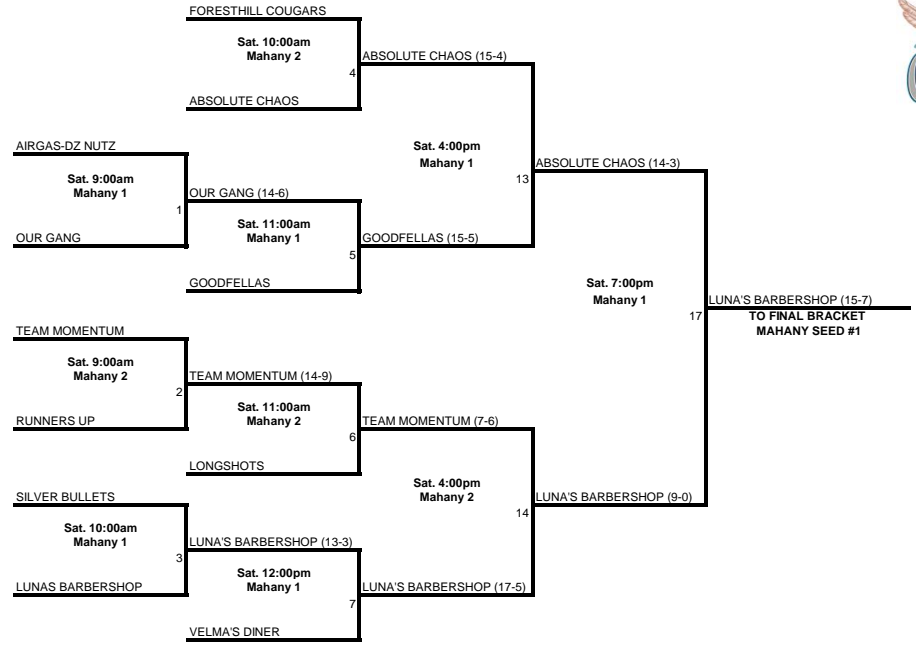 FORESTHILL COUGARS
Sat. 10:00am
Mahany 2
ABSOLUTE CHAOS (15-4)
4
ABSOLUTE CHAOS
AIRGAS-DZ NUTZ
Sat. 4:00pm
Mahany 1
ABSOLUTE CHAOS (14-3)
13
Sat. 9:00am
Mahany 1
OUR GANG (14-6)
1
Sat. 11:00am
Mahany 1
OUR GANG
GOODFELLAS (15-5)
5
GOODFELLAS
Sat. 7:00pm
Mahany 1
LUNA'S BARBERSHOP (15-7)
17
TO FINAL BRACKET
MAHANY SEED #1
TEAM MOMENTUM
Sat. 9:00am
Mahany 2
TEAM MOMENTUM (14-9)
2
Sat. 11:00am
Mahany 2
RUNNERS UP
TEAM MOMENTUM (7-6)
6
LONGSHOTS
Sat. 4:00pm
Mahany 2
SILVER BULLETS
LUNA'S BARBERSHOP (9-0)
14
Sat. 10:00am
Mahany 1
LUNA'S BARBERSHOP (13-3)
3
Sat. 12:00pm
Mahany 1
LUNAS BARBERSHOP
LUNA'S BARBERSHOP (17-5)
7
VELMA'S DINER